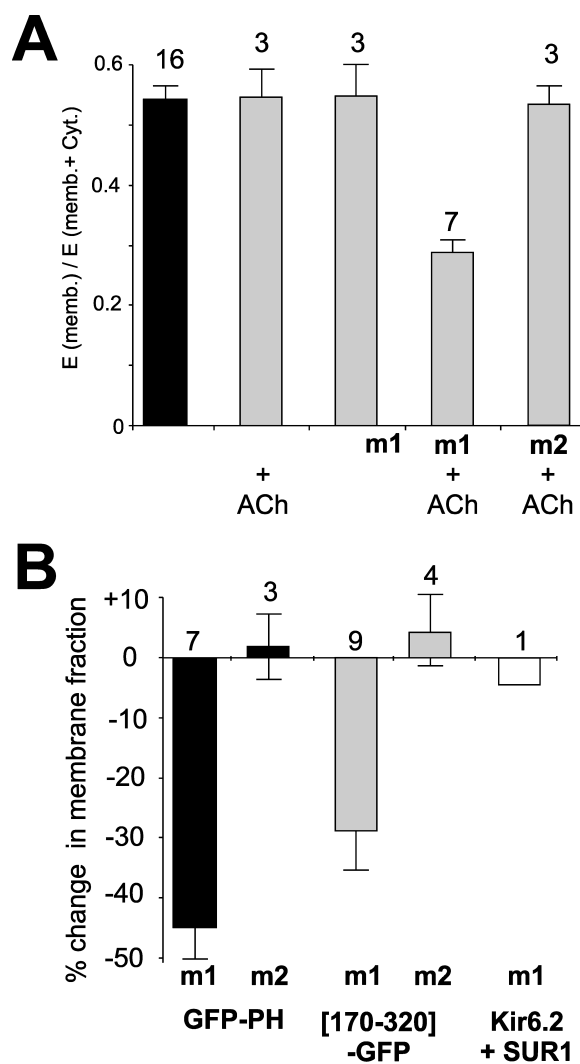 A
16
3
3
7
3
0.6
0.4
0.2
0
E (memb.) / E (memb.+ Cyt.)
m1
m1
m2
+
+
+
ACh
ACh
ACh
B
+10
0
-10
-20
-30
-40
-50
% change in membrane fraction
7
3
9
4
1
m1
m2
m1
m2
m1
GFP-PH
[170-320]
-GFP
Kir6.2
+ SUR1